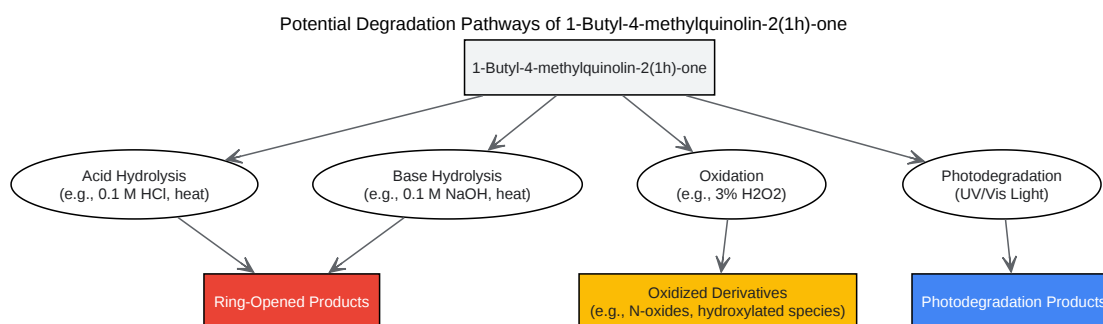 Potential Degradation Pathways of 1-Butyl-4-methylquinolin-2(1h)-one
1-Butyl-4-methylquinolin-2(1h)-one
Acid Hydrolysis
(e.g., 0.1 M HCl, heat)
Base Hydrolysis
(e.g., 0.1 M NaOH, heat)
Oxidation
(e.g., 3% H2O2)
Photodegradation
(UV/Vis Light)
Ring-Opened Products
Oxidized Derivatives
(e.g., N-oxides, hydroxylated species)
Photodegradation Products